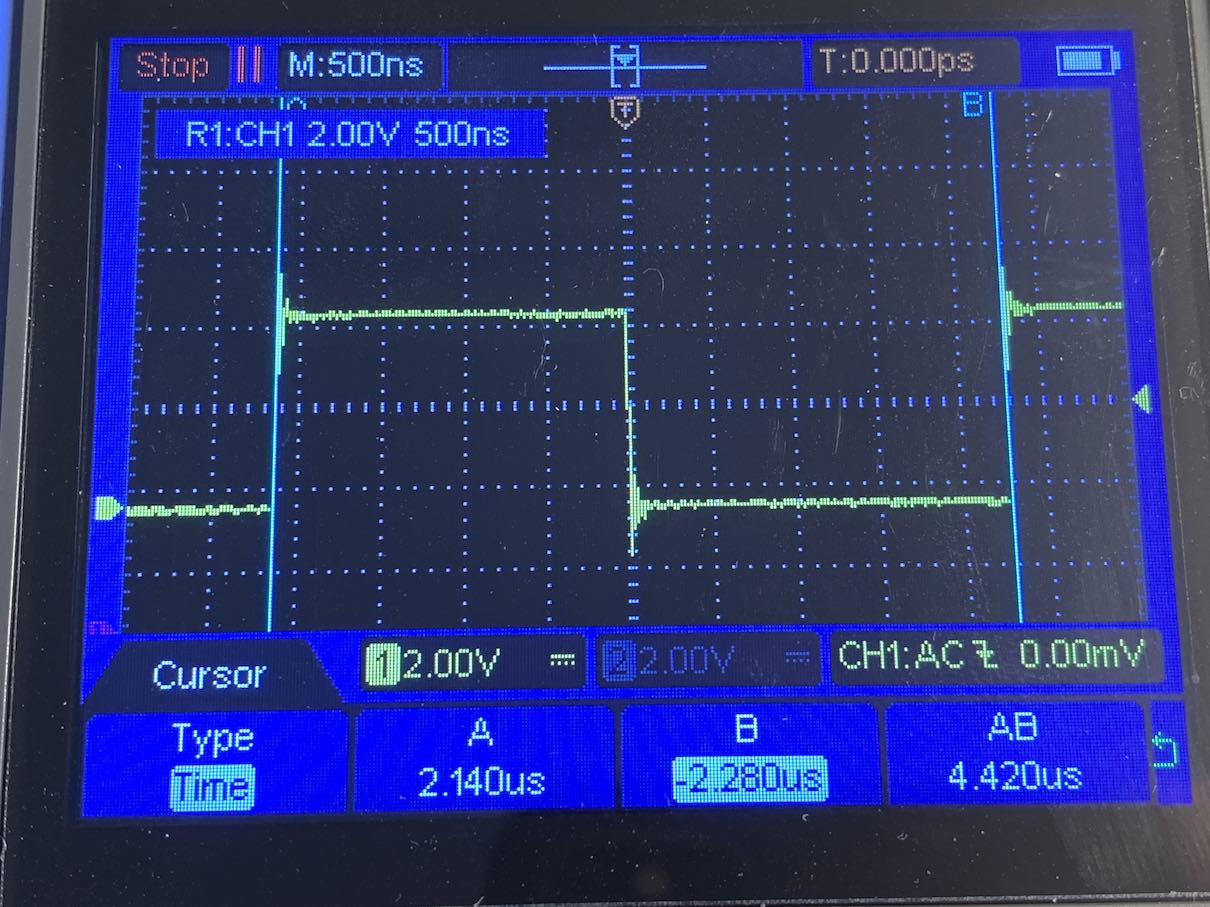 Stop M:500ns T:0.000ps
B
R1:CH1 2.00V 500ns
Cursor 1 2.00V 2 2.00V CH1:AC 0.00mV
Type A B AB
Time 2.140us -2.280us 4.420us